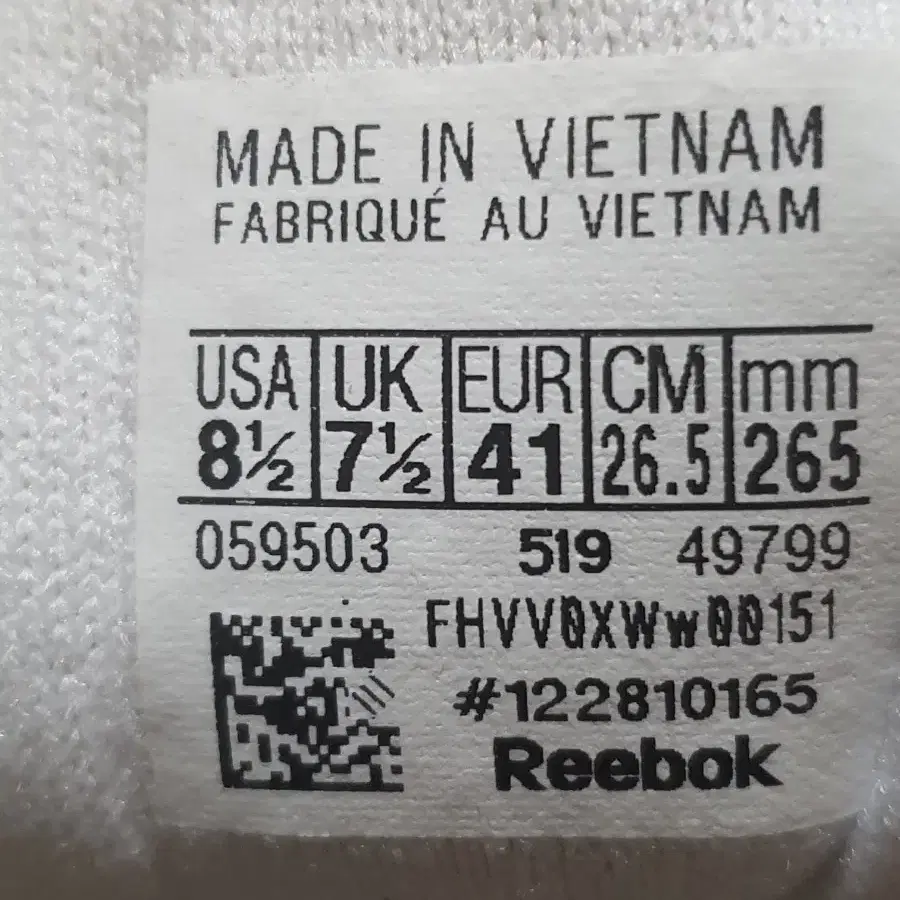 MADE IN VIETNAM
FABRIQUÉ AU VIETNAM
USA UK EUR CM mm
8½ 7½ 41 26.5 265
059503 519 49799
FHVV0XWw00151
#122810165
Reebok